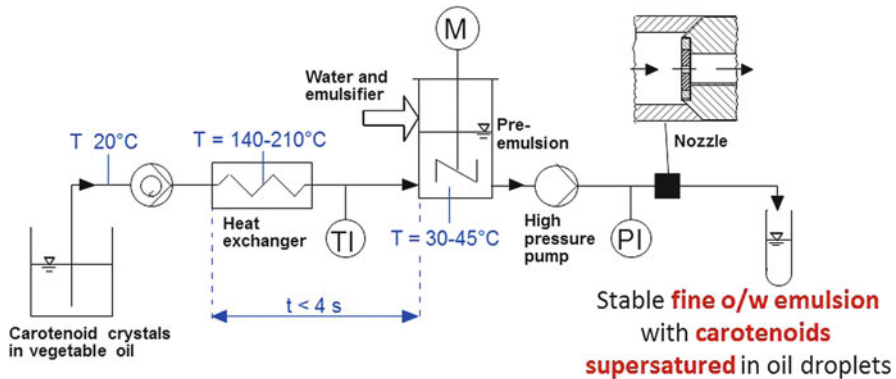 M
Water and
emulsifier
Pre-
emulsion
Nozzle
T 20°C
T = 140-210°C
Heat
exchanger
TI
T = 30-45°C
High
pressure
pump
PI
t < 4 s
Carotenoid crystals
in vegetable oil
Stable fine o/w emulsion
with carotenoids
supersatured in oil droplets